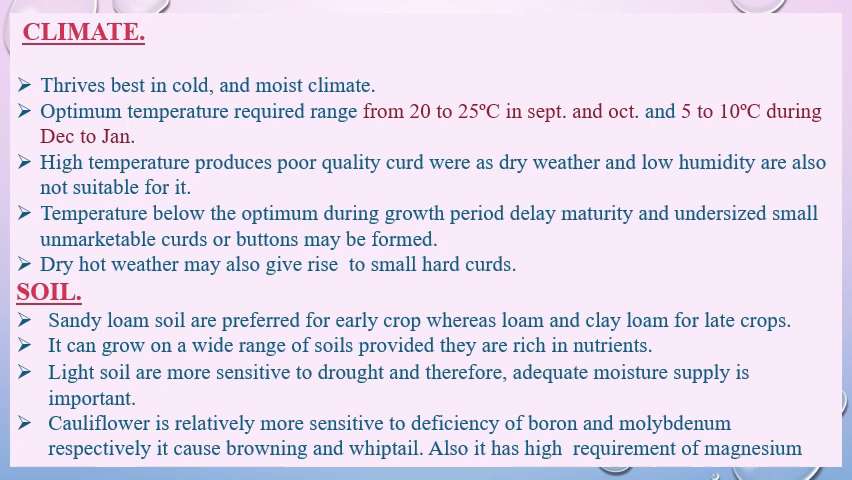 CLIMATE.
➢ Thrives best in cold, and moist climate.
➢ Optimum temperature required range from 20 to 25ºC in sept. and oct. and 5 to 10ºC during
Dec to Jan.
➢ High temperature produces poor quality curd were as dry weather and low humidity are also
not suitable for it.
➢ Temperature below the optimum during growth period delay maturity and undersized small
unmarketable curds or buttons may be formed.
➢ Dry hot weather may also give rise  to small hard curds.
SOIL.
➢ Sandy loam soil are preferred for early crop whereas loam and clay loam for late crops.
➢ It can grow on a wide range of soils provided they are rich in nutrients.
➢ Light soil are more sensitive to drought and therefore, adequate moisture supply is
important.
➢ Cauliflower is relatively more sensitive to deficiency of boron and molybdenum
respectively it cause browning and whiptail. Also it has high  requirement of magnesium